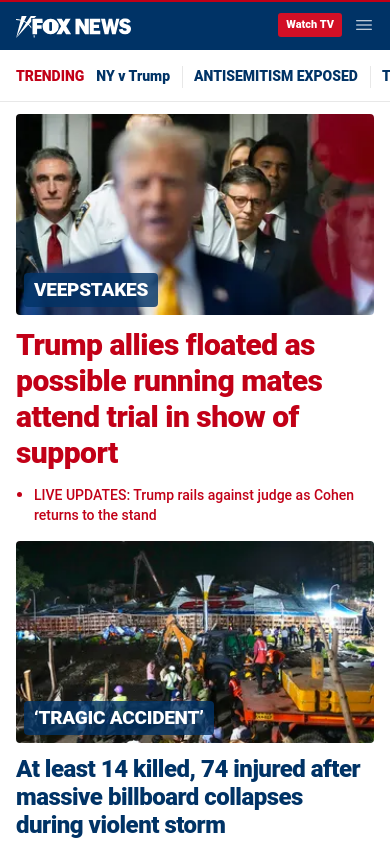 FOX NEWS
Watch TV
TRENDING NY v Trump ANTISEMITISM EXPOSED T
VEEPSTAKES
Trump allies floated as
possible running mates
attend trial in show of
support
• LIVE UPDATES: Trump rails against judge as Cohen
returns to the stand
‘TRAGIC ACCIDENT’
At least 14 killed, 74 injured after
massive billboard collapses
during violent storm